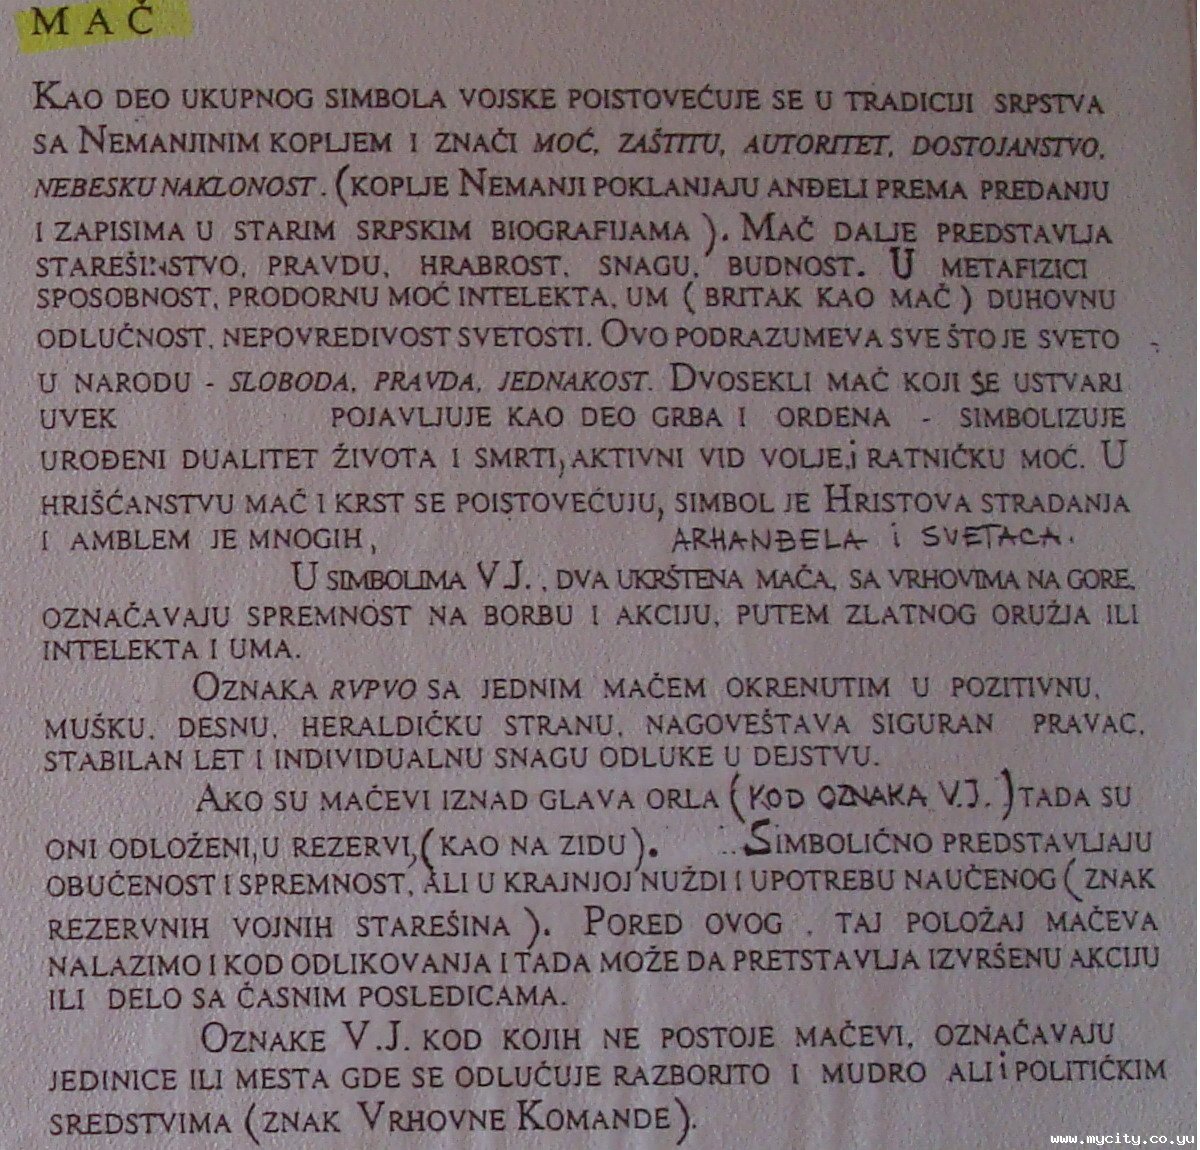 MAČ
KAO DEO UKUPNOG SIMBOLA VOJSKE POISTOVEĆUJE SE U TRADICIJI SRPSTVA
SA NEMANJINIM KOPLJEM I ZNAČI MOĆ, ZAŠTITU, AUTORITET, DOSTOJANSTVO,
NEBESKU NAKLONOST. (KOPLJE NEMANJI POKLANJAJU ANĐELI PREMA PREDANJU
I ZAPISIMA U STARIM SRPSKIM BIOGRAFIJAMA). MAČ DALJE PREDSTAVLJA
STAREŠINSTVO, PRAVDU, HRABROST, SNAGU, BUDNOST. U METAFIZICI
SPOSOBNOST, PRODORNU MOĆ INTELEKTA, UM (BRITAK KAO MAČ) DUHOVNU
ODLUČNOST, NEPOVREDIVOST SVETOSTI. OVO PODRAZUMEVA SVE ŠTO JE SVETO
U NARODU - SLOBODA, PRAVDA, JEDNAKOST. DVOSEKLI MAČ KOJI SE USTVARI
UVEK POJAVLJUJE KAO DEO GRBA I ORDENA - SIMBOLIZUJE
UROĐENI DUALITET ŽIVOTA I SMRTI, AKTIVNI VID VOLJE,i RATNIČKU MOĆ. U
HRIŠĆANSTVU MAČ I KRST SE POISTOVEĆUJU, SIMBOL JE HRISTOVA STRADANJA
I AMBLEM JE MNOGIH, ARHANĐELA i SVETACA.
U SIMBOLIMA V.J., DVA UKRŠTENA MAČA, SA VRHOVIMA NA GORE,
OZNAČAVAJU SPREMNOST NA BORBU I AKCIJU, PUTEM ZLATNOG ORUŽJA ILI
INTELEKTA I UMA.
OZNAKA RVPVO SA JEDNIM MAČEM OKRENUTIM U POZITIVNU,
MUŠKU, DESNU, HERALDIČKU STRANU, NAGOVEŠTAVA SIGURAN PRAVAC,
STABILAN LET I INDIVIDUALNU SNAGU ODLUKE U DEJSTVU.
AKO SU MAČEVI IZNAD GLAVA ORLA (KOD OZNAKA V.J.) TADA SU
ONI ODLOŽENI, U REZERVI, (KAO NA ZIDU). SIMBOLIČNO PREDSTAVLJAJU
OBUČENOST I SPREMNOST, ALI U KRAJNJOJ NUŽDI I UPOTREBU NAUČENOG (ZNAK
REZERVNIH VOJNIH STAREŠINA). PORED OVOG, TAJ POLOŽAJ MAČEVA
NALAZIMO I KOD ODLIKOVANJA I TADA MOŽE DA PRETSTAVLJA IZVRŠENU AKCIJU
ILI DELO SA ČASNIM POSLEDICAMA.
OZNAKE V.J. KOD KOJIH NE POSTOJE MAČEVI, OZNAČAVAJU
JEDINICE ILI MESTA GDE SE ODLUČUJE RAZBORITO I MUDRO ALI i POLITIČKIM
SREDSTVIMA (ZNAK VRHOVNE KOMANDE).
www.mycity.co.yu